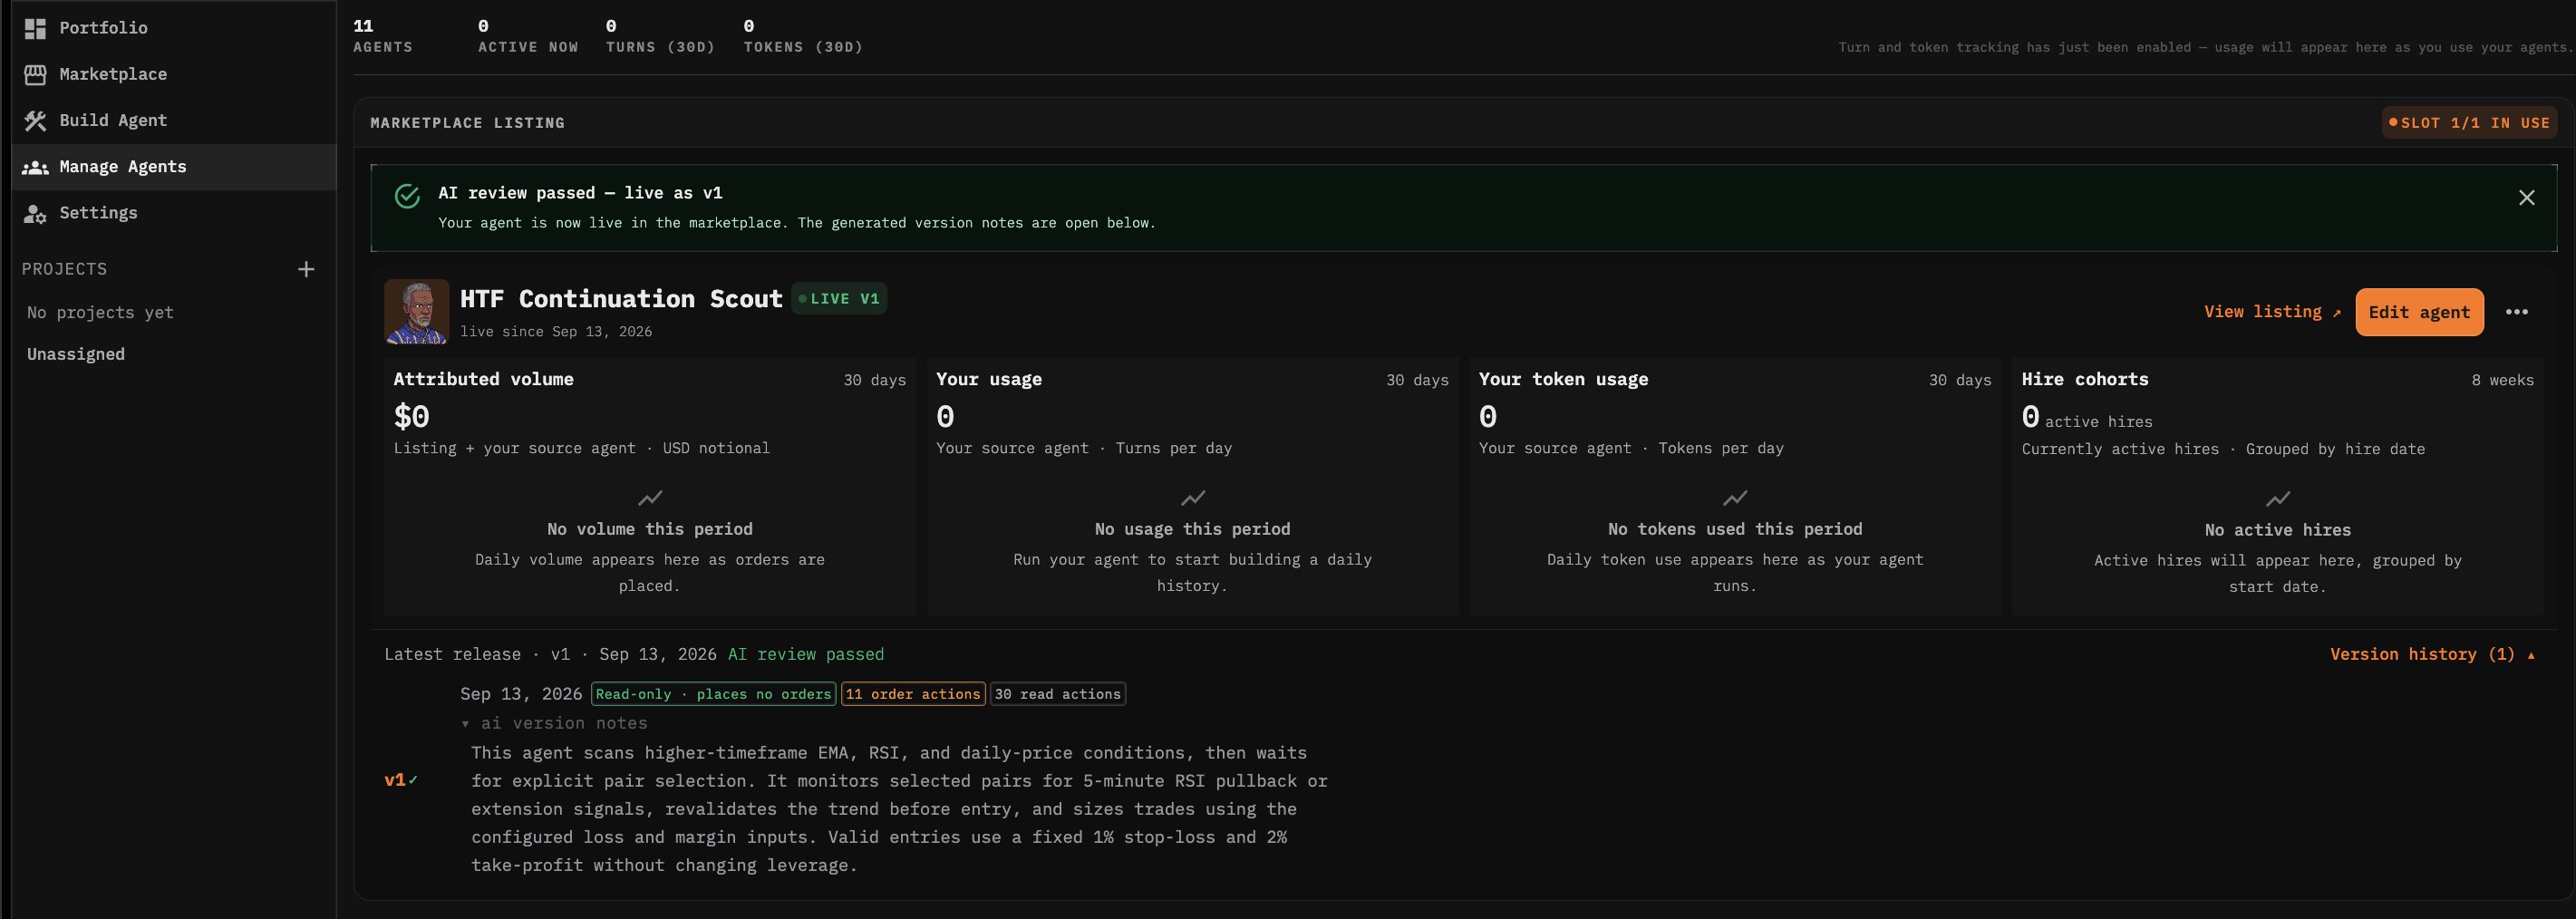 Portfolio
Marketplace
Build Agent
Manage Agents
Settings
PROJECTS
No projects yet
Unassigned
11
AGENTS
0
ACTIVE NOW
0
TURNS (30D)
0
TOKENS (30D)
Turn and token tracking has just been enabled — usage will appear here as you use your agents.
MARKETPLACE LISTING
SLOT 1/1 IN USE
AI review passed — live as v1
Your agent is now live in the marketplace. The generated version notes are open below.
HTF Continuation Scout
LIVE V1
live since Sep 13, 2026
View listing ↗
Edit agent
Attributed volume
30 days
$0
Listing + your source agent · USD notional
No volume this period
Daily volume appears here as orders are
placed.
Your usage
30 days
0
Your source agent · Turns per day
No usage this period
Run your agent to start building a daily
history.
Your token usage
30 days
0
Your source agent · Tokens per day
No tokens used this period
Daily token use appears here as your agent
runs.
Hire cohorts
8 weeks
0 active hires
Currently active hires · Grouped by hire date
No active hires
Active hires will appear here, grouped by
start date.
Latest release · v1 · Sep 13, 2026 AI review passed
Version history (1) ▴
v1✓
Sep 13, 2026 Read-only · places no orders 11 order actions 30 read actions
▾ ai version notes
This agent scans higher-timeframe EMA, RSI, and daily-price conditions, then waits
for explicit pair selection. It monitors selected pairs for 5-minute RSI pullback or
extension signals, revalidates the trend before entry, and sizes trades using the
configured loss and margin inputs. Valid entries use a fixed 1% stop-loss and 2%
take-profit without changing leverage.